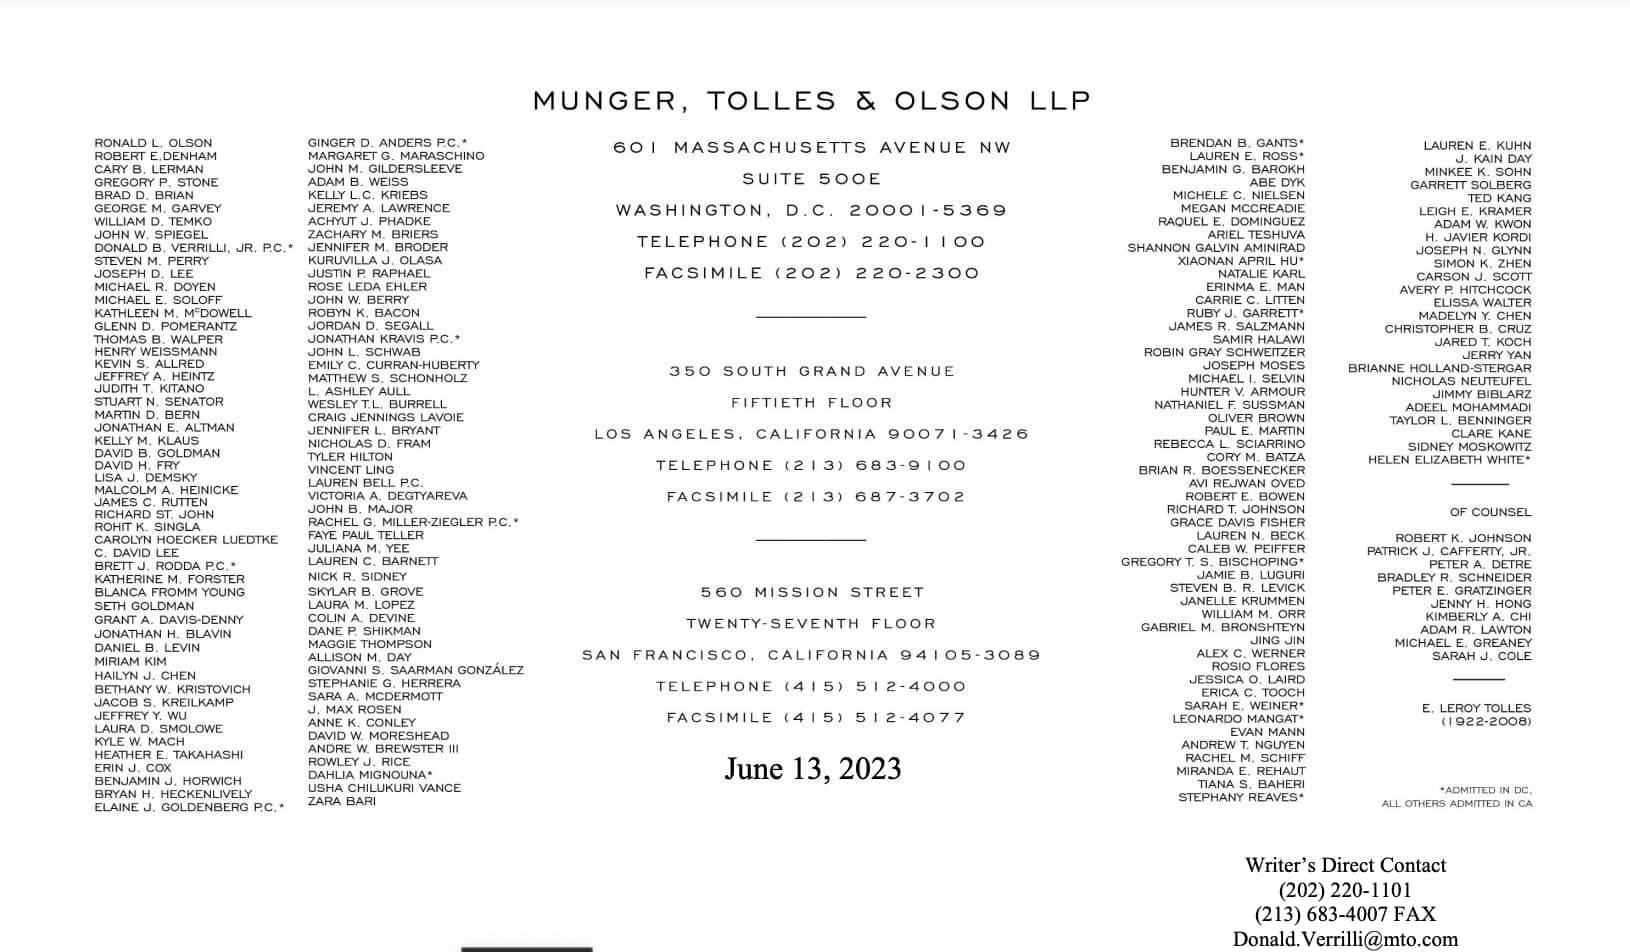 MUNGER, TOLLES & OLSON LLP
RONALD L. OLSON
ROBERT E.DENHAM
CARY B. LERMAN
GREGORY P. STONE
BRAD D. BRIAN
GEORGE M. GARVEY
WILLIAM D. TEMKO
JOHN W. SPIEGEL
DONALD B. VERRILLI, JR. P.C.*
STEVEN M. PERRY
JOSEPH D. LEE
MICHAEL R. DOYEN
MICHAEL E. SOLOFF
KATHLEEN M. McDOWELL
GLENN D. POMERANTZ
THOMAS B. WALPER
HENRY WEISSMANN
KEVIN S. ALLRED
JEFFREY A. HEINTZ
JUDITH T. KITANO
STUART N. SENATOR
MARTIN D. BERN
JONATHAN E. ALTMAN
KELLY M. KLAUS
DAVID B. GOLDMAN
DAVID H. FRY
LISA J. DEMSKY
MALCOLM A. HEINICKE
JAMES C. RUTTEN
RICHARD ST. JOHN
ROHIT K. SINGLA
CAROLYN HOECKER LUEDTKE
C. DAVID LEE
BRETT J. RODDA P.C.*
KATHERINE M. FORSTER
BLANCA FROMM YOUNG
SETH GOLDMAN
GRANT A. DAVIS-DENNY
JONATHAN H. BLAVIN
DANIEL B. LEVIN
MIRIAM KIM
HAILYN J. CHEN
BETHANY W. KRISTOVICH
JACOB S. KREILKAMP
JEFFREY Y. WU
LAURA D. SMOLOWE
KYLE W. MACH
HEATHER E. TAKAHASHI
ERIN J. COX
BENJAMIN J. HORWICH
BRYAN H. HECKENLIVELY
ELAINE J. GOLDENBERG P.C.*
GINGER D. ANDERS P.C.*
MARGARET G. MARASCHINO
JOHN M. GILDERSLEEVE
ADAM B. WEISS
KELLY L.C. KRIEBS
JEREMY A. LAWRENCE
ACHYUT J. PHADKE
ZACHARY M. BRIERS
JENNIFER M. BRODER
KURUVILLA J. OLASA
JUSTIN P. RAPHAEL
ROSE LEDA EHLER
JOHN W. BERRY
ROBYN K. BACON
JORDAN D. SEGALL
JONATHAN KRAVIS P.C.*
JOHN L. SCHWAB
EMILY C. CURRAN-HUBERTY
MATTHEW S. SCHONHOLZ
L. ASHLEY AULL
WESLEY T.L. BURRELL
CRAIG JENNINGS LAVOIE
JENNIFER L. BRYANT
NICHOLAS D. FRAM
TYLER HILTON
VINCENT LING
LAUREN BELL P.C.
VICTORIA A. DEGTYAREVA
JOHN B. MAJOR
RACHEL G. MILLER-ZIEGLER P.C.*
FAYE PAUL TELLER
JULIANA M. YEE
LAUREN C. BARNETT
NICK R. SIDNEY
SKYLAR B. GROVE
LAURA M. LOPEZ
COLIN A. DEVINE
DANE P. SHIKMAN
MAGGIE THOMPSON
ALLISON M. DAY
GIOVANNI S. SAARMAN GONZÁLEZ
STEPHANIE G. HERRERA
SARA A. MCDERMOTT
J. MAX ROSEN
ANNE K. CONLEY
DAVID W. MORESHEAD
ANDRE W. BREWSTER III
ROWLEY J. RICE
DAHLIA MIGNOUNA*
USHA CHILUKURI VANCE
ZARA BARI
601 MASSACHUSETTS AVENUE NW
SUITE 500E
WASHINGTON, D.C. 20001-5369
TELEPHONE (202) 220-1100
FACSIMILE (202) 220-2300
350 SOUTH GRAND AVENUE
FIFTIETH FLOOR
LOS ANGELES, CALIFORNIA 90071-3426
TELEPHONE (213) 683-9100
FACSIMILE (213) 687-3702
560 MISSION STREET
TWENTY-SEVENTH FLOOR
SAN FRANCISCO, CALIFORNIA 94105-3089
TELEPHONE (415) 512-4000
FACSIMILE (415) 512-4077
June 13, 2023
BRENDAN B. GANTS*
LAUREN E. ROSS*
BENJAMIN G. BAROKH
ABE DYK
MICHELE C. NIELSEN
MEGAN MCCREADIE
RAQUEL E. DOMINGUEZ
ARIEL TESHUVA
SHANNON GALVIN AMINIRAD
XIAONAN APRIL HU*
NATALIE KARL
ERINMA E. MAN
CARRIE C. LITTEN
RUBY J. GARRETT*
JAMES R. SALZMANN
SAMIR HALAWI
ROBIN GRAY SCHWEITZER
JOSEPH MOSES
MICHAEL I. SELVIN
HUNTER V. ARMOUR
NATHANIEL F. SUSSMAN
OLIVER BROWN
PAUL E. MARTIN
REBECCA L. SCIARRINO
CORY M. BATZA
BRIAN R. BOESSENECKER
AVI REJWAN OVED
ROBERT E. BOWEN
RICHARD T. JOHNSON
GRACE DAVIS FISHER
LAUREN N. BECK
CALEB W. PEIFFER
GREGORY T. S. BISCHOPING*
JAMIE B. LUGURI
STEVEN B. R. LEVICK
JANELLE KRUMMEN
WILLIAM M. ORR
GABRIEL M. BRONSHTEYN
JING JIN
ALEX C. WERNER
ROSIO FLORES
JESSICA O. LAIRD
ERICA C. TOOCH
SARAH E. WEINER*
LEONARDO MANGAT*
EVAN MANN
ANDREW T. NGUYEN
RACHEL M. SCHIFF
MIRANDA E. REHAUT
TIANA S. BAHERI
STEPHANY REAVES*
LAUREN E. KUHN
J. KAIN DAY
MINKEE K. SOHN
GARRETT SOLBERG
TED KANG
LEIGH E. KRAMER
ADAM W. KWON
H. JAVIER KORDI
JOSEPH N. GLYNN
SIMON K. ZHEN
CARSON J. SCOTT
AVERY P. HITCHCOCK
ELISSA WALTER
MADELYN Y. CHEN
CHRISTOPHER B. CRUZ
JARED T. KOCH
JERRY YAN
BRIANNE HOLLAND-STERGAR
NICHOLAS NEUTEUFEL
JIMMY BIBLARZ
ADEEL MOHAMMADI
TAYLOR L. BENNINGER
CLARE KANE
SIDNEY MOSKOWITZ
HELEN ELIZABETH WHITE*
OF COUNSEL
ROBERT K. JOHNSON
PATRICK J. CAFFERTY, JR.
PETER A. DETRE
BRADLEY R. SCHNEIDER
PETER E. GRATZINGER
JENNY H. HONG
KIMBERLY A. CHI
ADAM R. LAWTON
MICHAEL E. GREANEY
SARAH J. COLE
E. LEROY TOLLES
(1922-2008)
*ADMITTED IN DC,
ALL OTHERS ADMITTED IN CA
Writer’s Direct Contact
(202) 220-1101
(213) 683-4007 FAX
Donald.Verrilli@mto.com